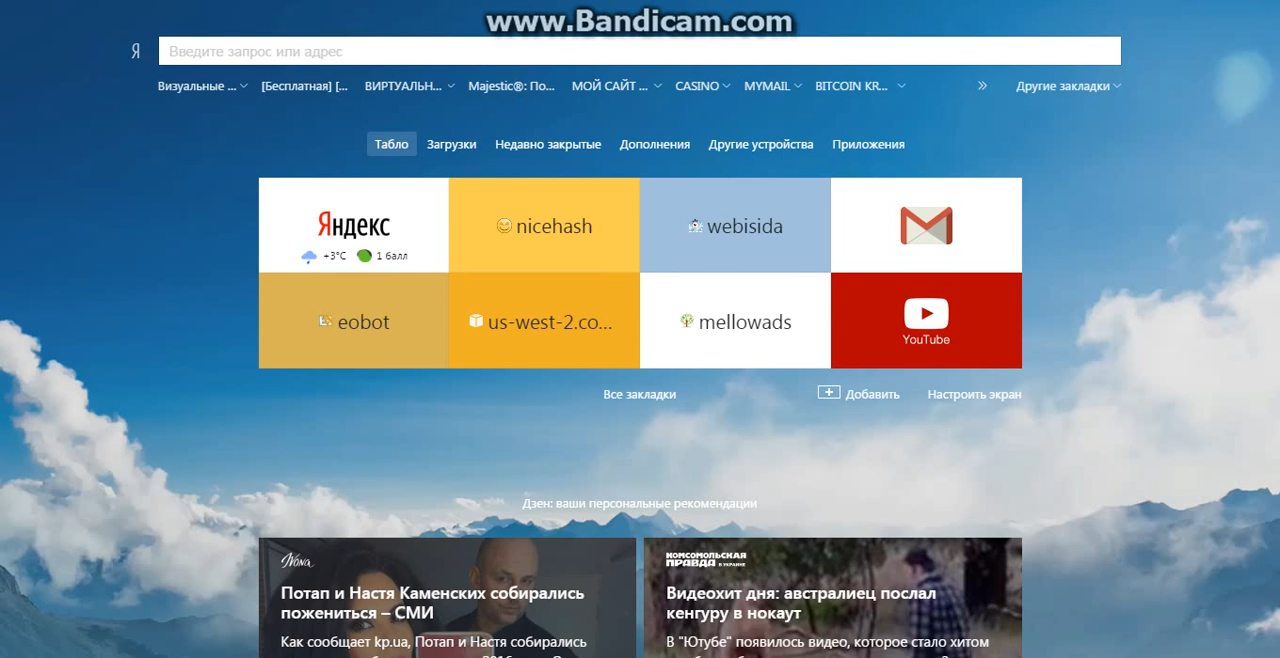 www.Bandicam.com
Я
Введите запрос или адрес
Визуальные ... [Бесплатная] [... ВИРТУАЛЬН... Majestic®: По... МОЙ САЙТ ... CASINO MYMAIL BITCOIN KR... » Другие закладки
Табло Загрузки Недавно закрытые Дополнения Другие устройства Приложения
Яндекс
+3°C 1 балл
nicehash
webisida
eobot
us-west-2.co...
mellowads
YouTube
Все закладки
Добавить Настроить экран
Дзен: ваши персональные рекомендации
Nona
Потап и Настя Каменских собирались
пожениться – СМИ
Как сообщает kp.ua, Потап и Настя собирались
КОМСОМОЛЬСКАЯ
ПРАВДА В УКРАИНЕ
Видеохит дня: австралиец послал
кенгуру в нокаут
В "Ютубе" появилось видео, которое стало хитом